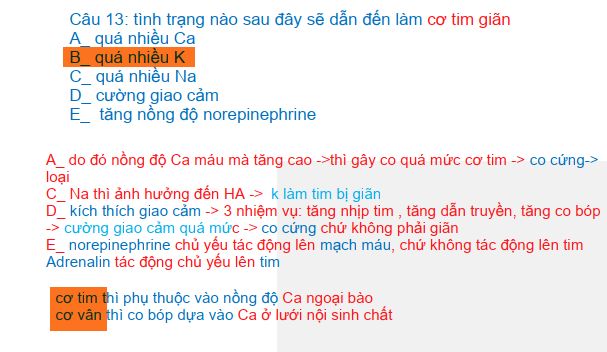 Câu 13: tình trạng nào sau đây sẽ dẫn đến làm cơ tim giãn
A_ quá nhiều Ca
B_ quá nhiều K
C_ quá nhiều Na
D_ cường giao cảm
E_ tăng nồng độ norepinephrine
A_ do đó nồng độ Ca máu mà tăng cao ->thì gây co quá mức cơ tim -> co cứng->
loại
C_ Na thì ảnh hưởng đến HA -> k làm tim bị giãn
D_ kích thích giao cảm -> 3 nhiệm vụ: tăng nhịp tim , tăng dẫn truyền, tăng co bóp
-> cường giao cảm quá mức -> co cứng chứ không phải giãn
E_ norepinephrine chủ yếu tác động lên mạch máu, chứ không tác động lên tim
Adrenalin tác động chủ yếu lên tim
cơ tim thì phụ thuộc vào nồng độ Ca ngoại bào
cơ vân thì co bóp dựa vào Ca ở lưới nội sinh chất